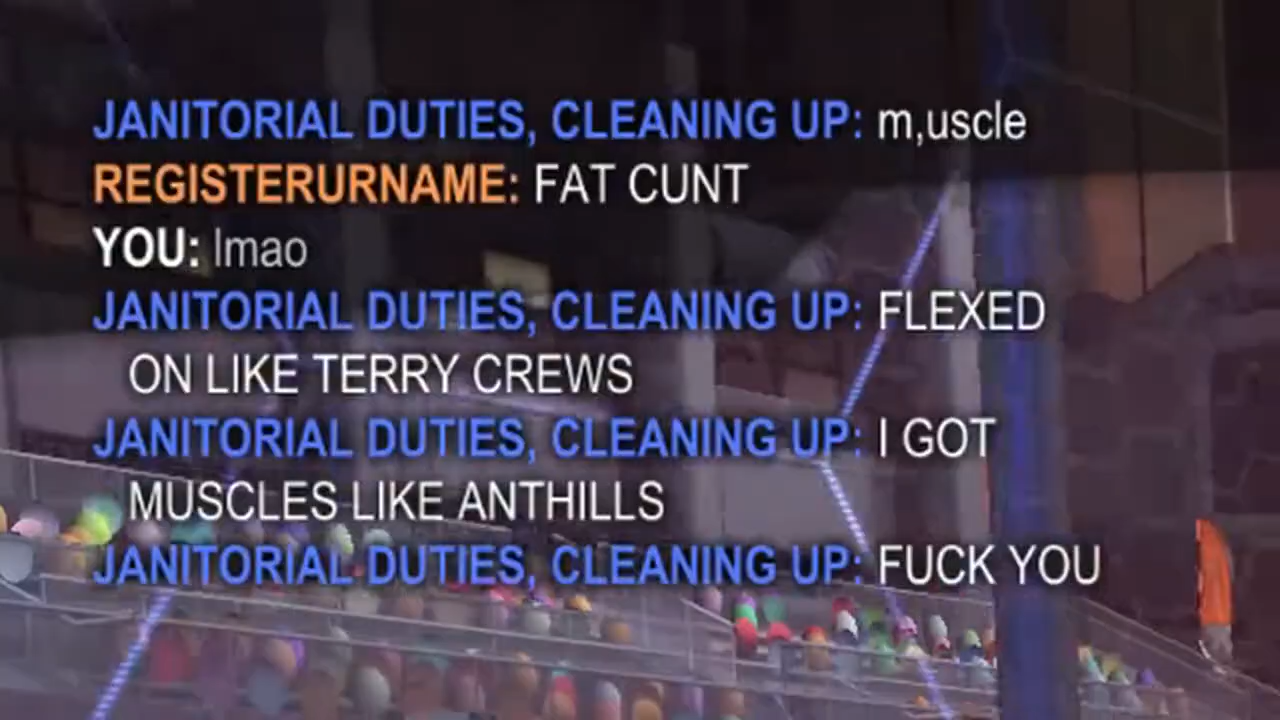 JANITORIAL DUTIES, CLEANING UP: m,uscle
REGISTERURNAME: FAT CUNT
YOU: lmao
JANITORIAL DUTIES, CLEANING UP: FLEXED
ON LIKE TERRY CREWS
JANITORIAL DUTIES, CLEANING UP: I GOT
MUSCLES LIKE ANTHILLS
JANITORIAL DUTIES, CLEANING UP: FUCK YOU